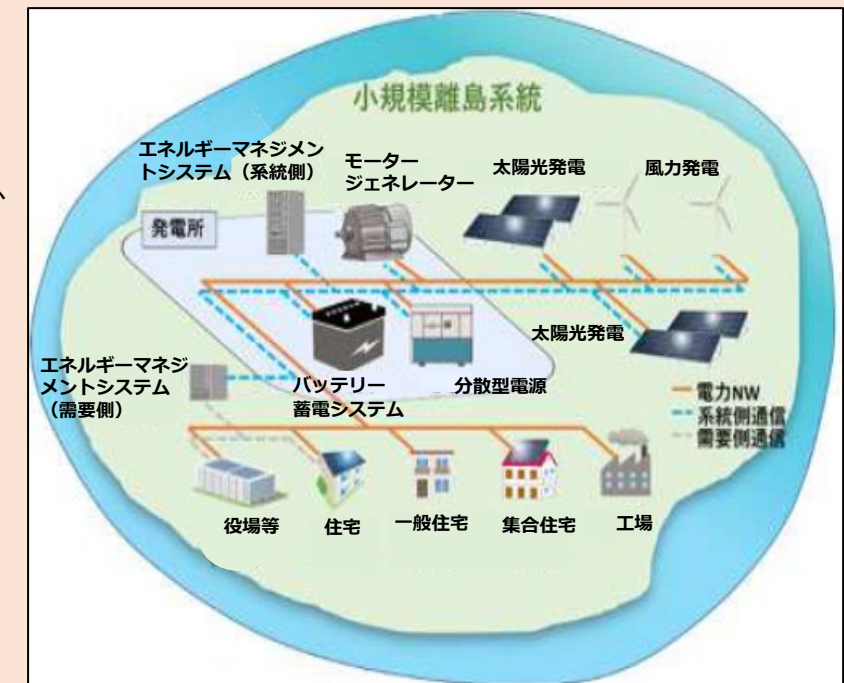 小規模離島系統
エネルギーマネジメン
トシステム（系統側）
モーター
ジェネレーター
太陽光発電
風力発電
発電所
太陽光発電
エネルギーマネジ
メントシステム
（需要側）
バッテリー
蓄電システム
分散型電源
電力NW
系統側通信
需要側通信
役場等
住宅
一般住宅
集合住宅
工場
、